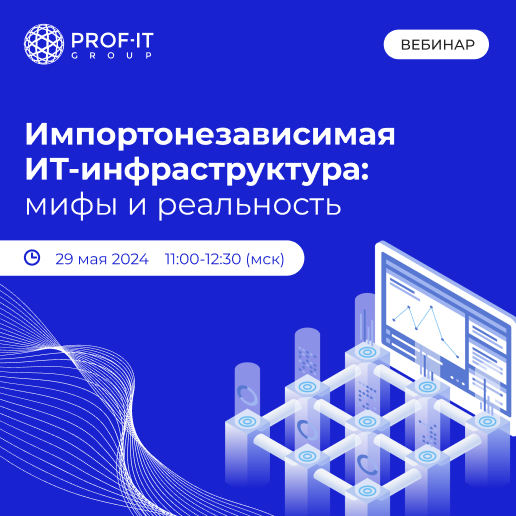 PROF-IT
GROUP
ВЕБИНАР
Импортонезависимая
ИТ-инфраструктура:
мифы и реальность
29 мая 2024 11:00-12:30 (мск)